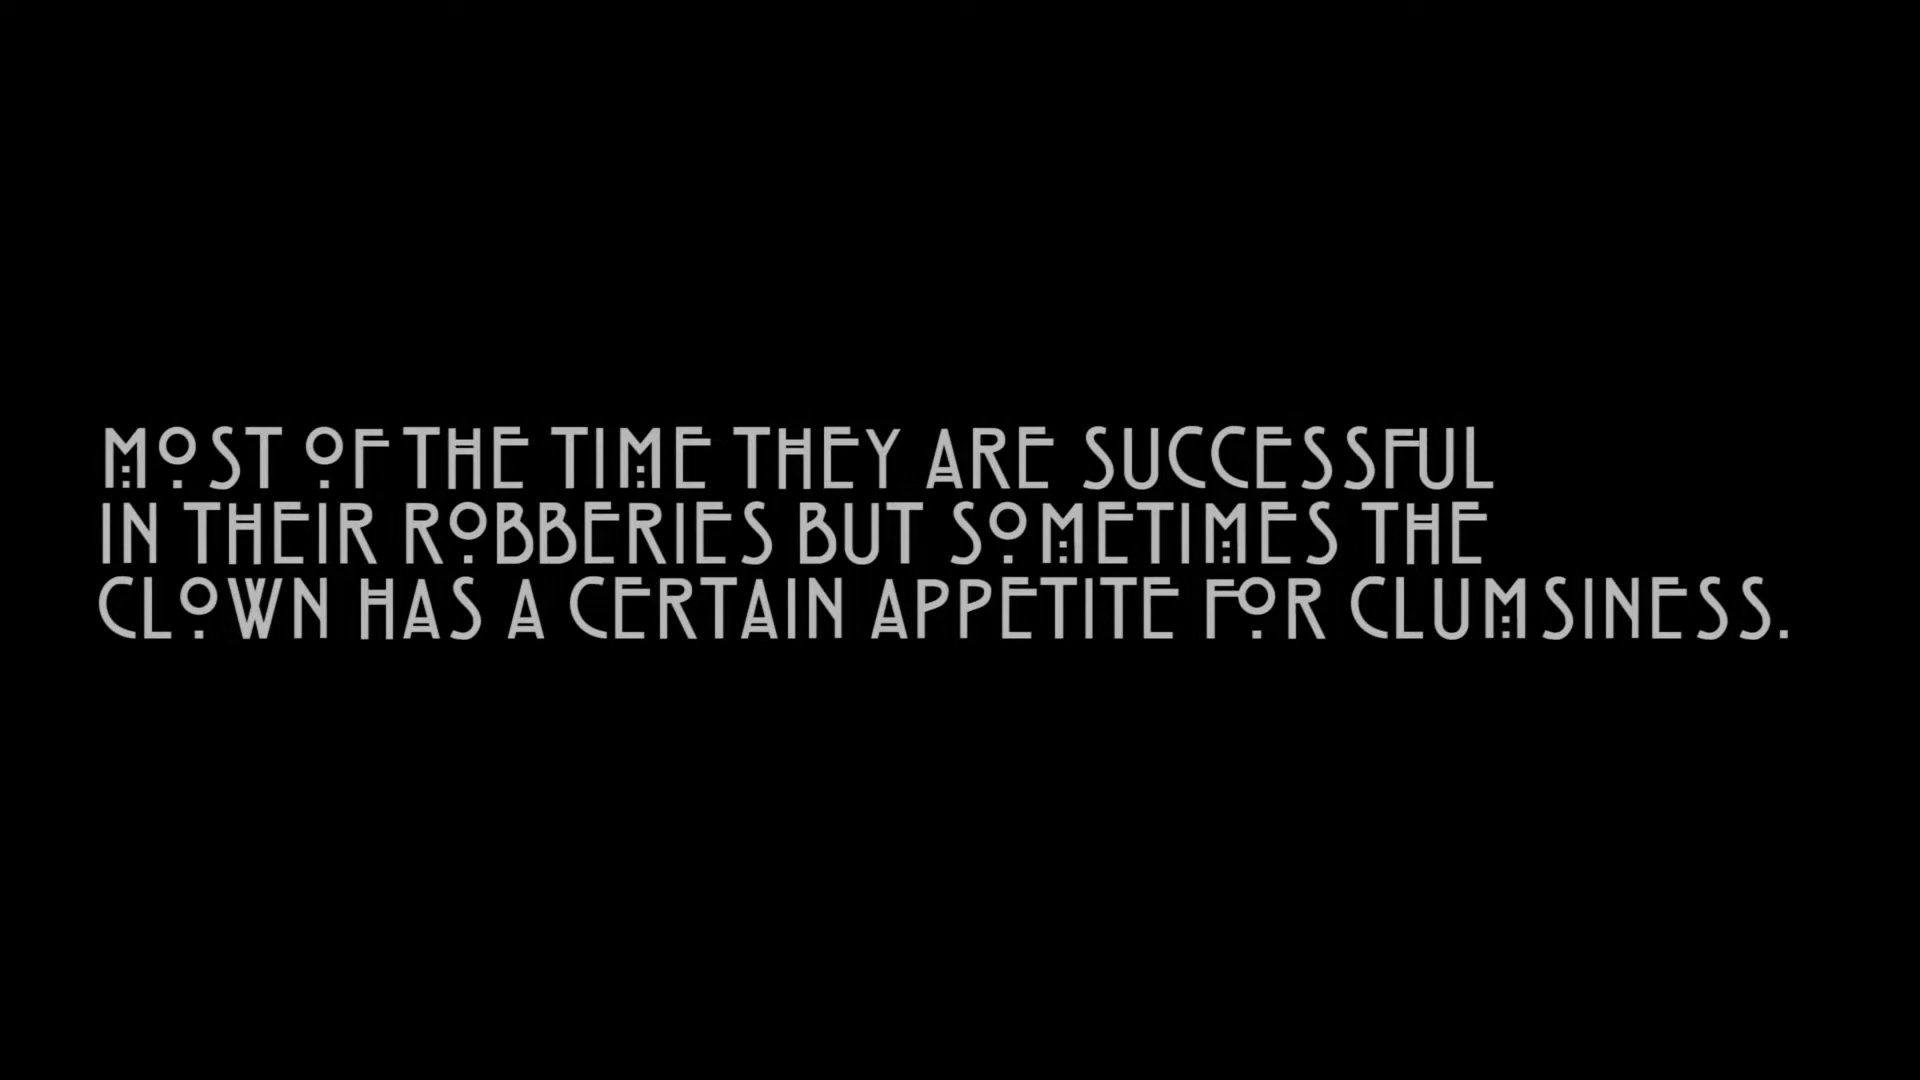 MOST OF THE TIME THEY ARE SUCCESSFUL
IN THEIR ROBBERIES BUT SOMETIMES THE
CLOWN HAS A CERTAIN APPETITE FOR CLUMSINESS.